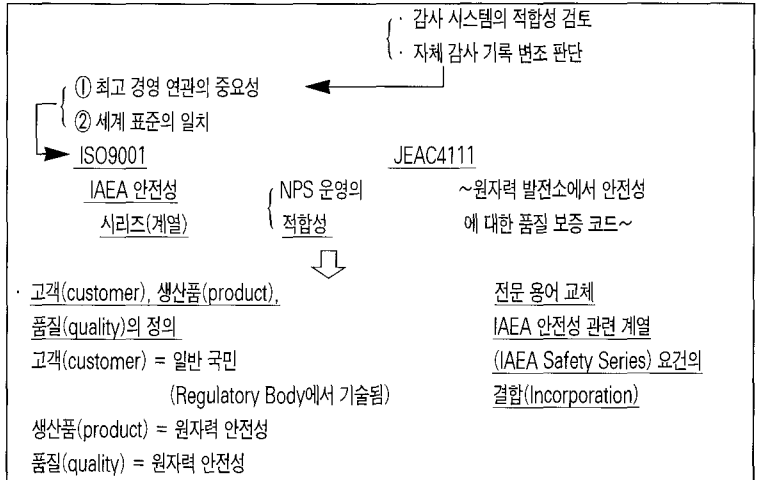 · 감사 시스템의 적합성 검토
· 자체 감사 기록 변조 판단
① 최고 경영 연관의 중요성
② 세계 표준의 일치
ISO9001 JEAC4111
IAEA 안전성 NPS 운영의 ~원자력 발전소에서 안전성
시리즈(계열) 적합성 에 대한 품질 보증 코드~
· 고객(customer), 생산품(product), 전문 용어 교체
품질(quality)의 정의 IAEA 안전성 관련 계열
고객(customer) = 일반 국민 (IAEA Safety Series) 요건의
(Regulatory Body에서 기술됨) 결합(Incorporation)
생산품(product) = 원자력 안전성
품질(quality) = 원자력 안전성